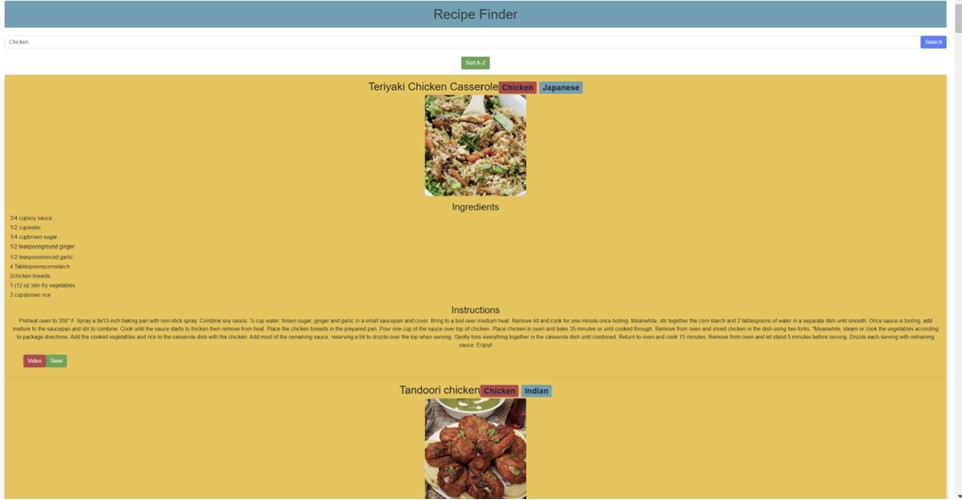 Recipe Finder
Chicken
Search
Sort A-Z
Teriyaki Chicken Casserole Chicken Japanese
Ingredients
3/4 cupsoy sauce
1/2 cupwater
1/4 cupbrown sugar
1/2 teaspoonground ginger
1/2 teaspoonminced garlic
4 Tablespoonscornstarch
2chicken breasts
1 (12 oz.)stir-fry vegetables
3 cupsbrown rice
Instructions
Preheat oven to 350° F. Spray a 9x13-inch baking pan with non-stick spray. Combine soy sauce, ½ cup water, brown sugar, ginger and garlic in a small saucepan and cover. Bring to a boil over medium heat. Remove lid and cook for one minute once boiling. Meanwhile, stir together the corn starch and 2 tablespoons of water in a separate dish until smooth. Once sauce is boiling, add
mixture to the saucepan and stir to combine. Cook until the sauce starts to thicken then remove from heat. Place the chicken breasts in the prepared pan. Pour one cup of the sauce over top of chicken. Place chicken in oven and bake 35 minutes or until cooked through. Remove from oven and shred chicken in the dish using two forks. *Meanwhile, steam or cook the vegetables according
to package directions. Add the cooked vegetables and rice to the casserole dish with the chicken. Add most of the remaining sauce, reserving a bit to drizzle over the top when serving. Gently toss everything together in the casserole dish until combined. Return to oven and cook 15 minutes. Remove from oven and let stand 5 minutes before serving. Drizzle each serving with remaining
sauce. Enjoy!
Video Save
Tandoori chicken Chicken Indian